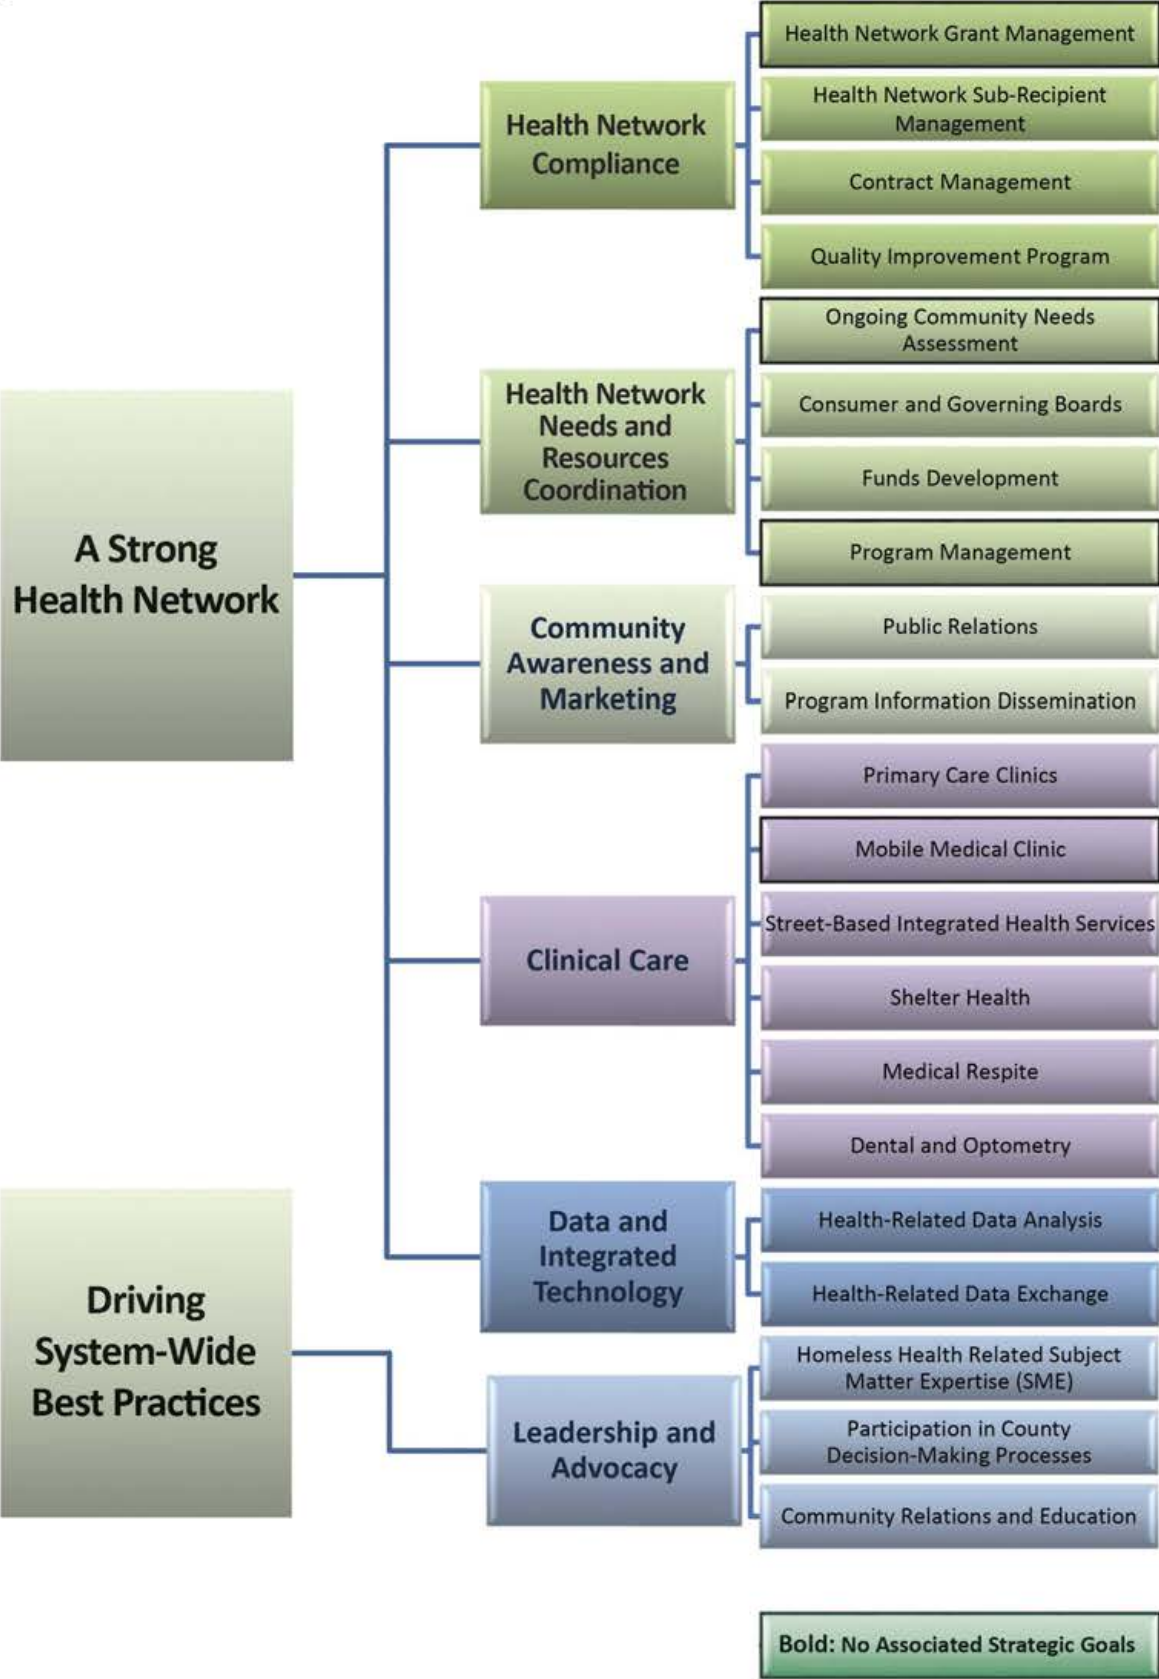 A Strong
Health Network
Health Network
Compliance
Health Network Grant Management
Health Network Sub-Recipient
Management
Contract Management
Quality Improvement Program
Health Network
Needs and
Resources
Coordination
Ongoing Community Needs
Assessment
Consumer and Governing Boards
Funds Development
Program Management
Community
Awareness and
Marketing
Public Relations
Program Information Dissemination
Clinical Care
Primary Care Clinics
Mobile Medical Clinic
Street-Based Integrated Health Services
Shelter Health
Medical Respite
Dental and Optometry
Data and
Integrated
Technology
Health-Related Data Analysis
Health-Related Data Exchange
Driving
System-Wide
Best Practices
Leadership and
Advocacy
Homeless Health Related Subject
Matter Expertise (SME)
Participation in County
Decision-Making Processes
Community Relations and Education
Bold: No Associated Strategic Goals